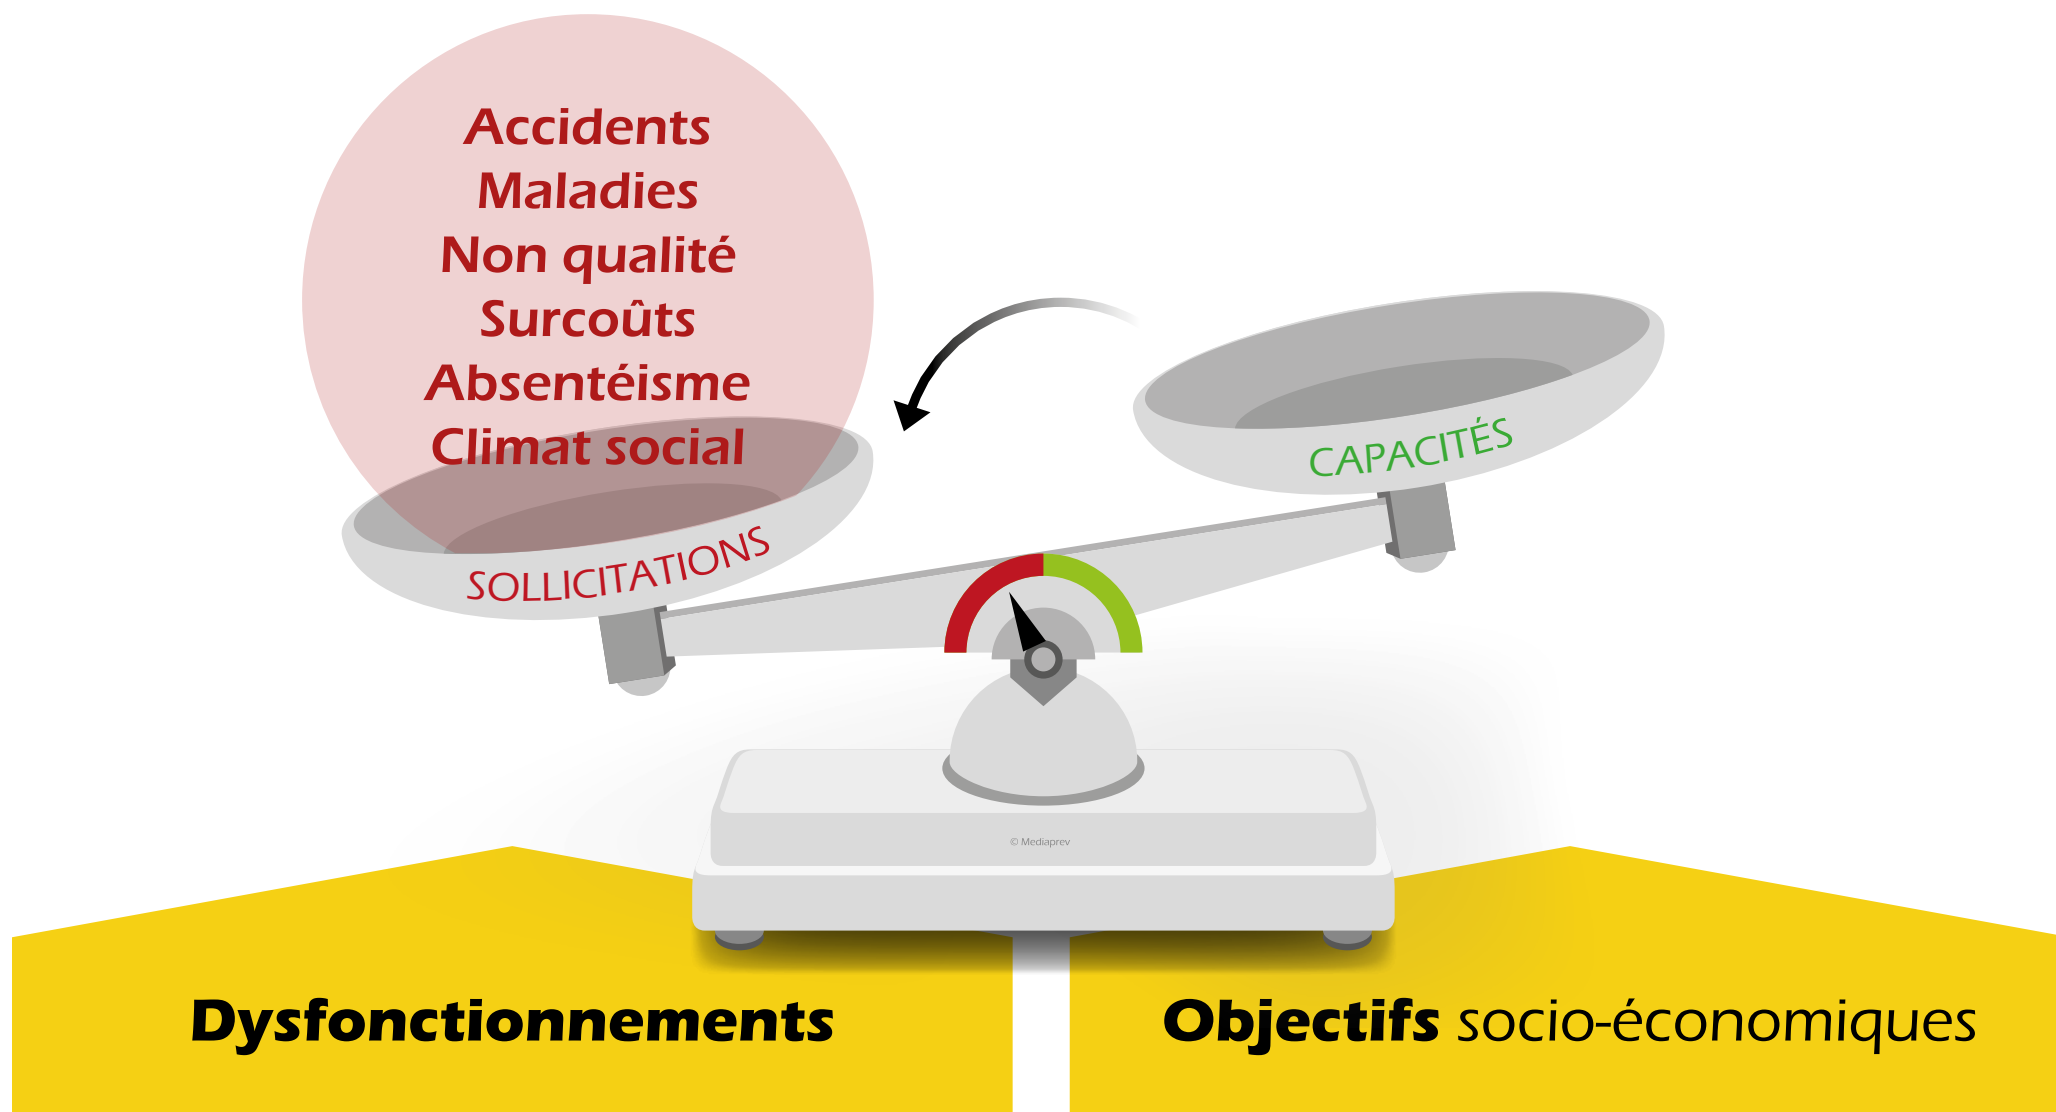 Accidents
Maladies
Non qualité
Surcoûts
Absentéisme
Climat social
SOLLICITATIONS
CAPACITÉS
© Mediaprev
Dysfonctionnements
Objectifs socio-économiques